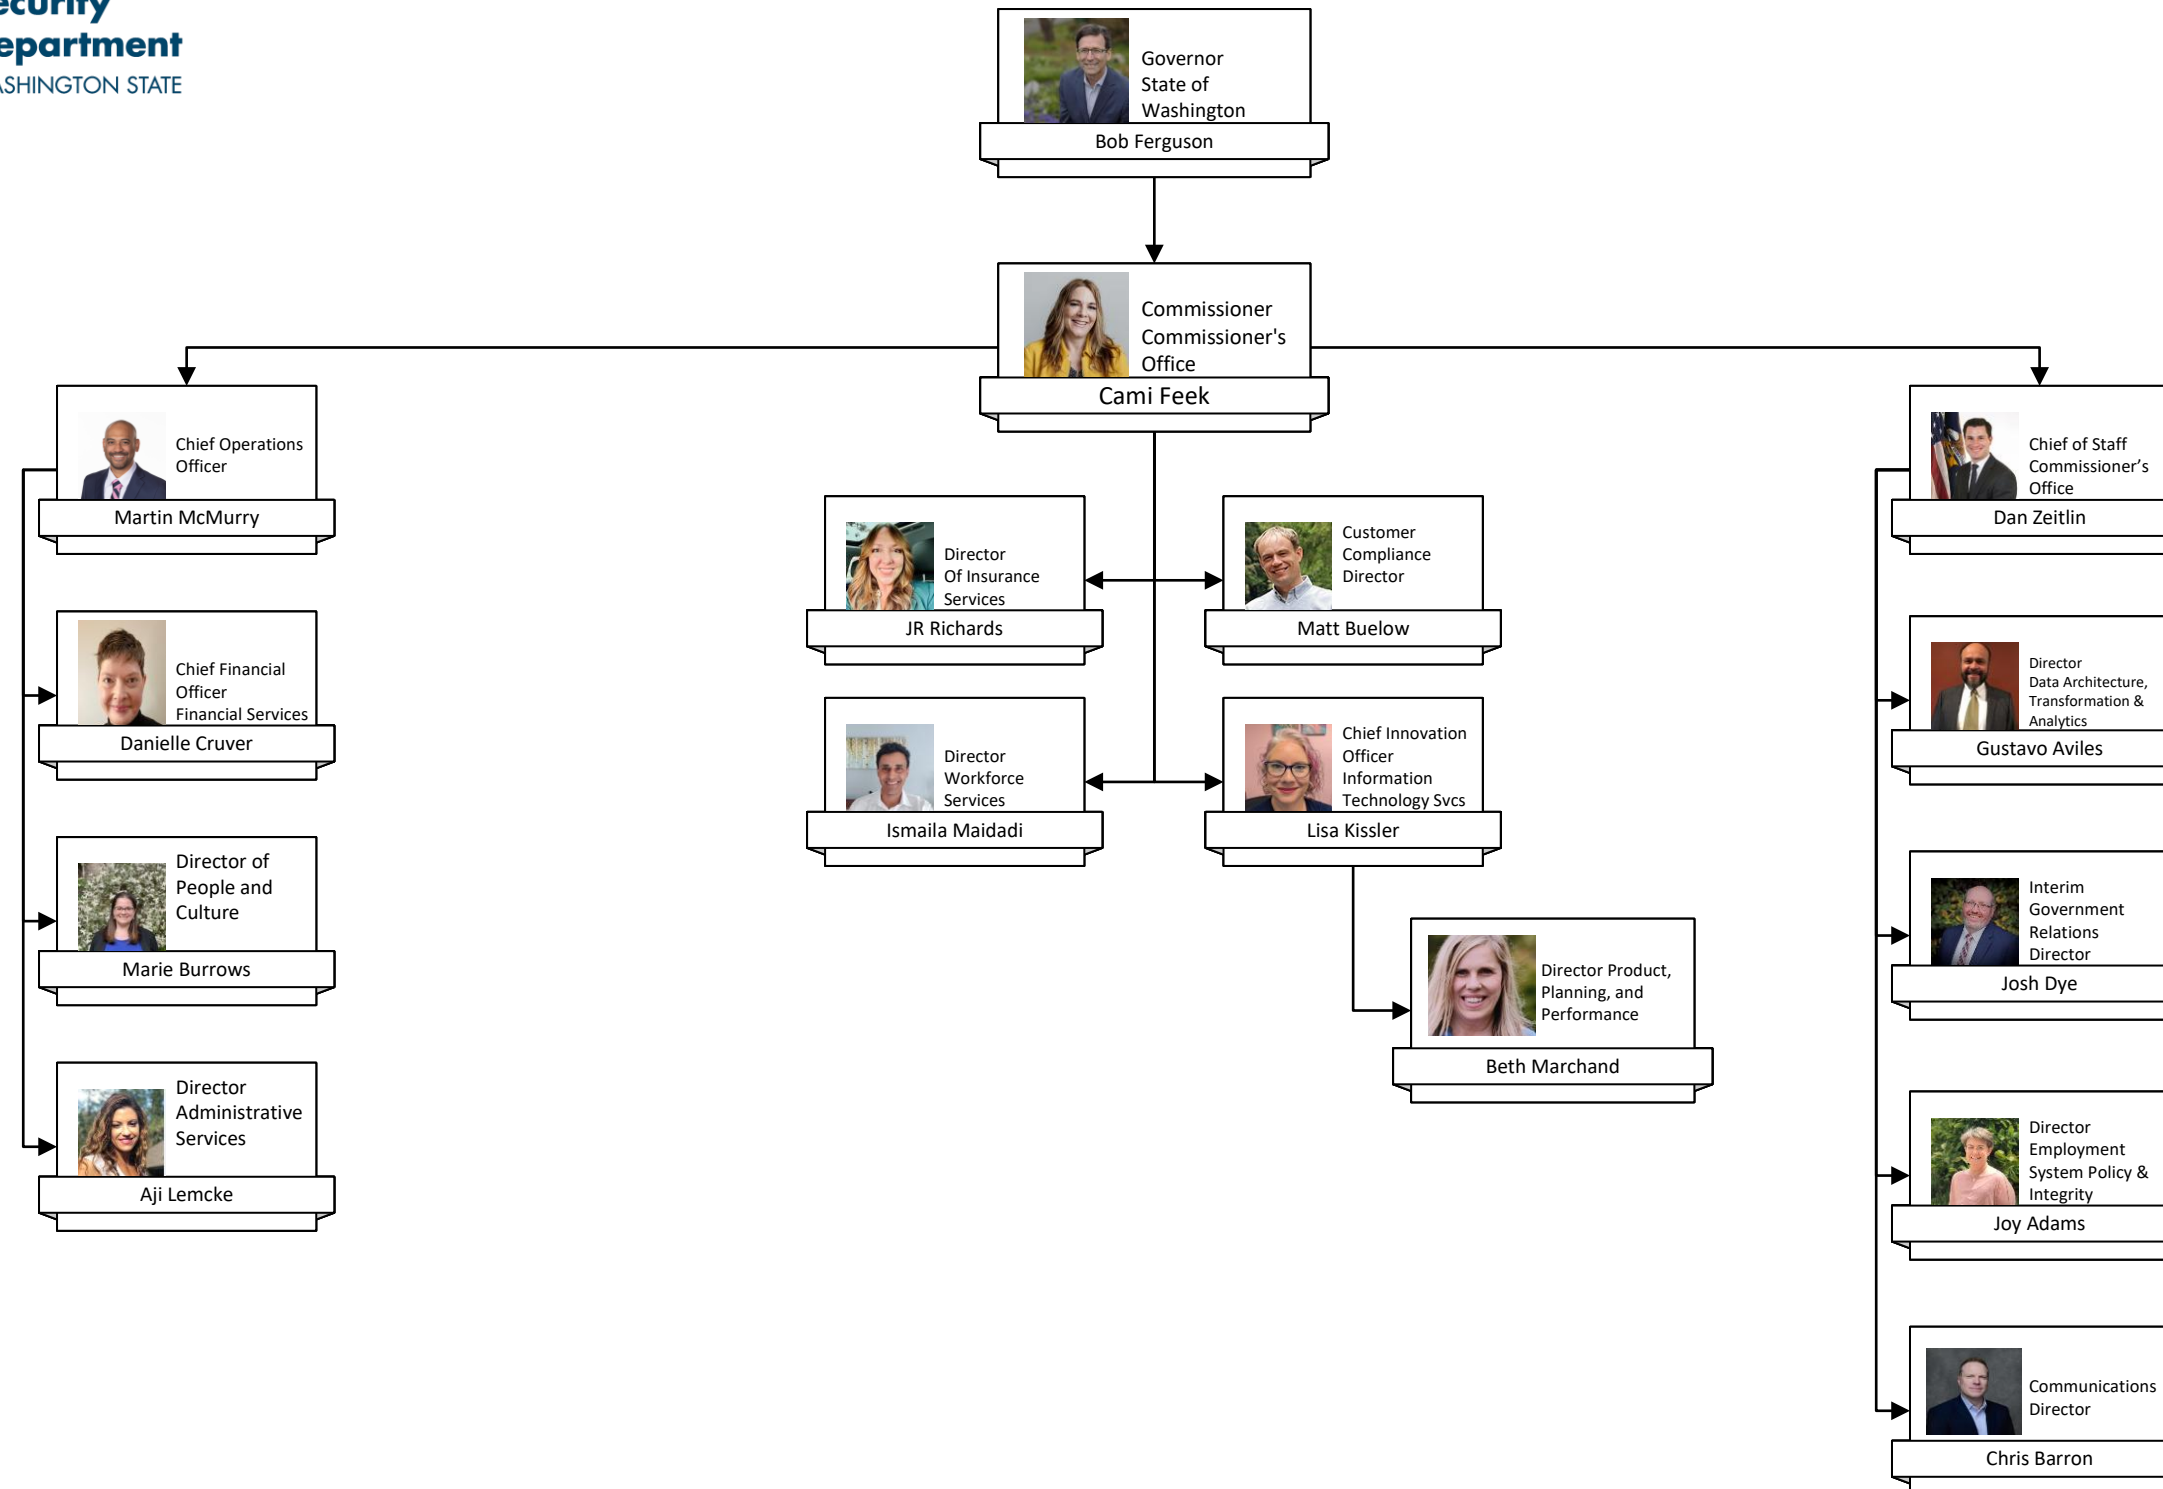 Department
WASHINGTON STATE
Governor
State of
Washington
Bob Ferguson
Commissioner
Commissioner's
Office
Cami Feek
Chief Operations
Officer
Martin McMurry
Chief Financial
Officer
Financial Services
Danielle Cruver
Director of
People and
Culture
Marie Burrows
Director
Administrative
Services
Aji Lemcke
Director
Of Insurance
Services
JR Richards
Customer
Compliance
Director
Matt Buelow
Director
Workforce
Services
Ismaila Maidadi
Chief Innovation
Officer
Information
Technology Svcs
Lisa Kissler
Director Product,
Planning, and
Performance
Beth Marchand
Chief of Staff
Commissioner’s
Office
Dan Zeitlin
Director
Data Architecture,
Transformation &
Analytics
Gustavo Aviles
Interim
Government
Relations
Director
Josh Dye
Director
Employment
System Policy &
Integrity
Joy Adams
Communications
Director
Chris Barron